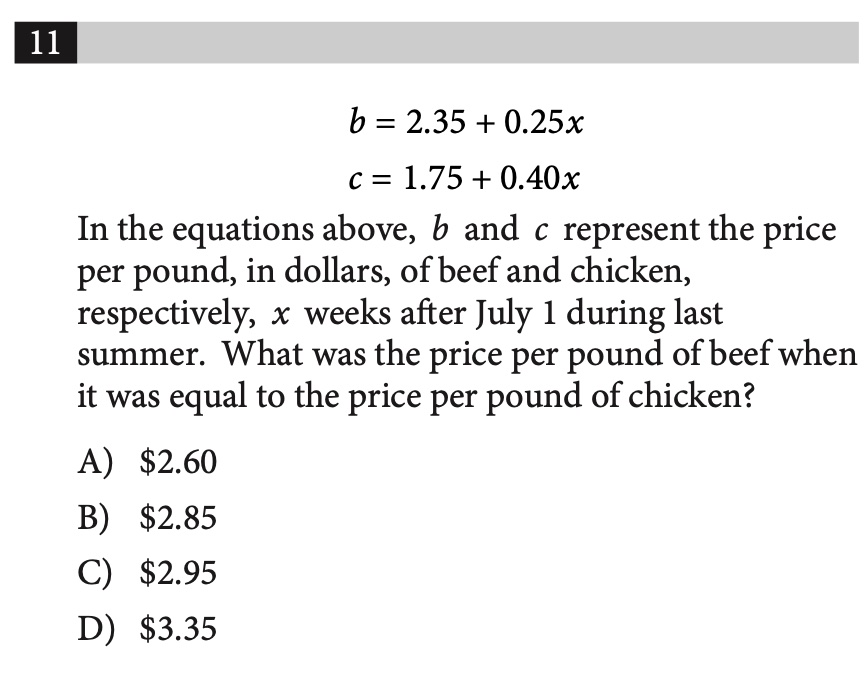 11
b = 2.35 + 0.25x
c = 1.75 + 0.40x
In the equations above, b and c represent the price
per pound, in dollars, of beef and chicken,
respectively, x weeks after July 1 during last
summer. What was the price per pound of beef when
it was equal to the price per pound of chicken?
A) $2.60
B) $2.85
C) $2.95
D) $3.35